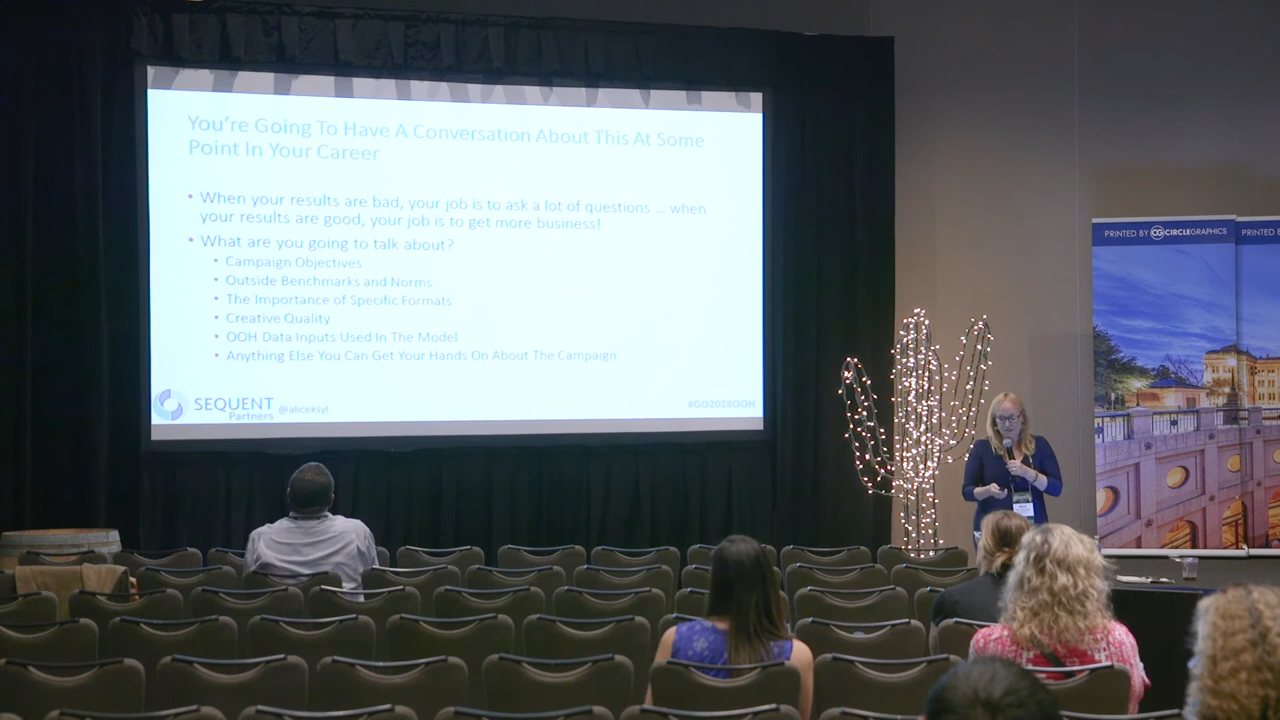 You're Going To Have A Conversation About This At Some
Point In Your Career
• When your results are bad, your job is to ask a lot of questions ... when
your results are good, your job is to get more business!
• What are you going to talk about?
• Campaign Objectives
• Outside Benchmarks and Norms
• The Importance of Specific Formats
• Creative Quality
• OOH Data Inputs Used In The Model
• Anything Else You Can Get Your Hands On About The Campaign
SEQUENT
Partners
@aliceksyl
#GO2018OOH
PRINTED BY CG CIRCLEGRAPHICS
PRINTED B